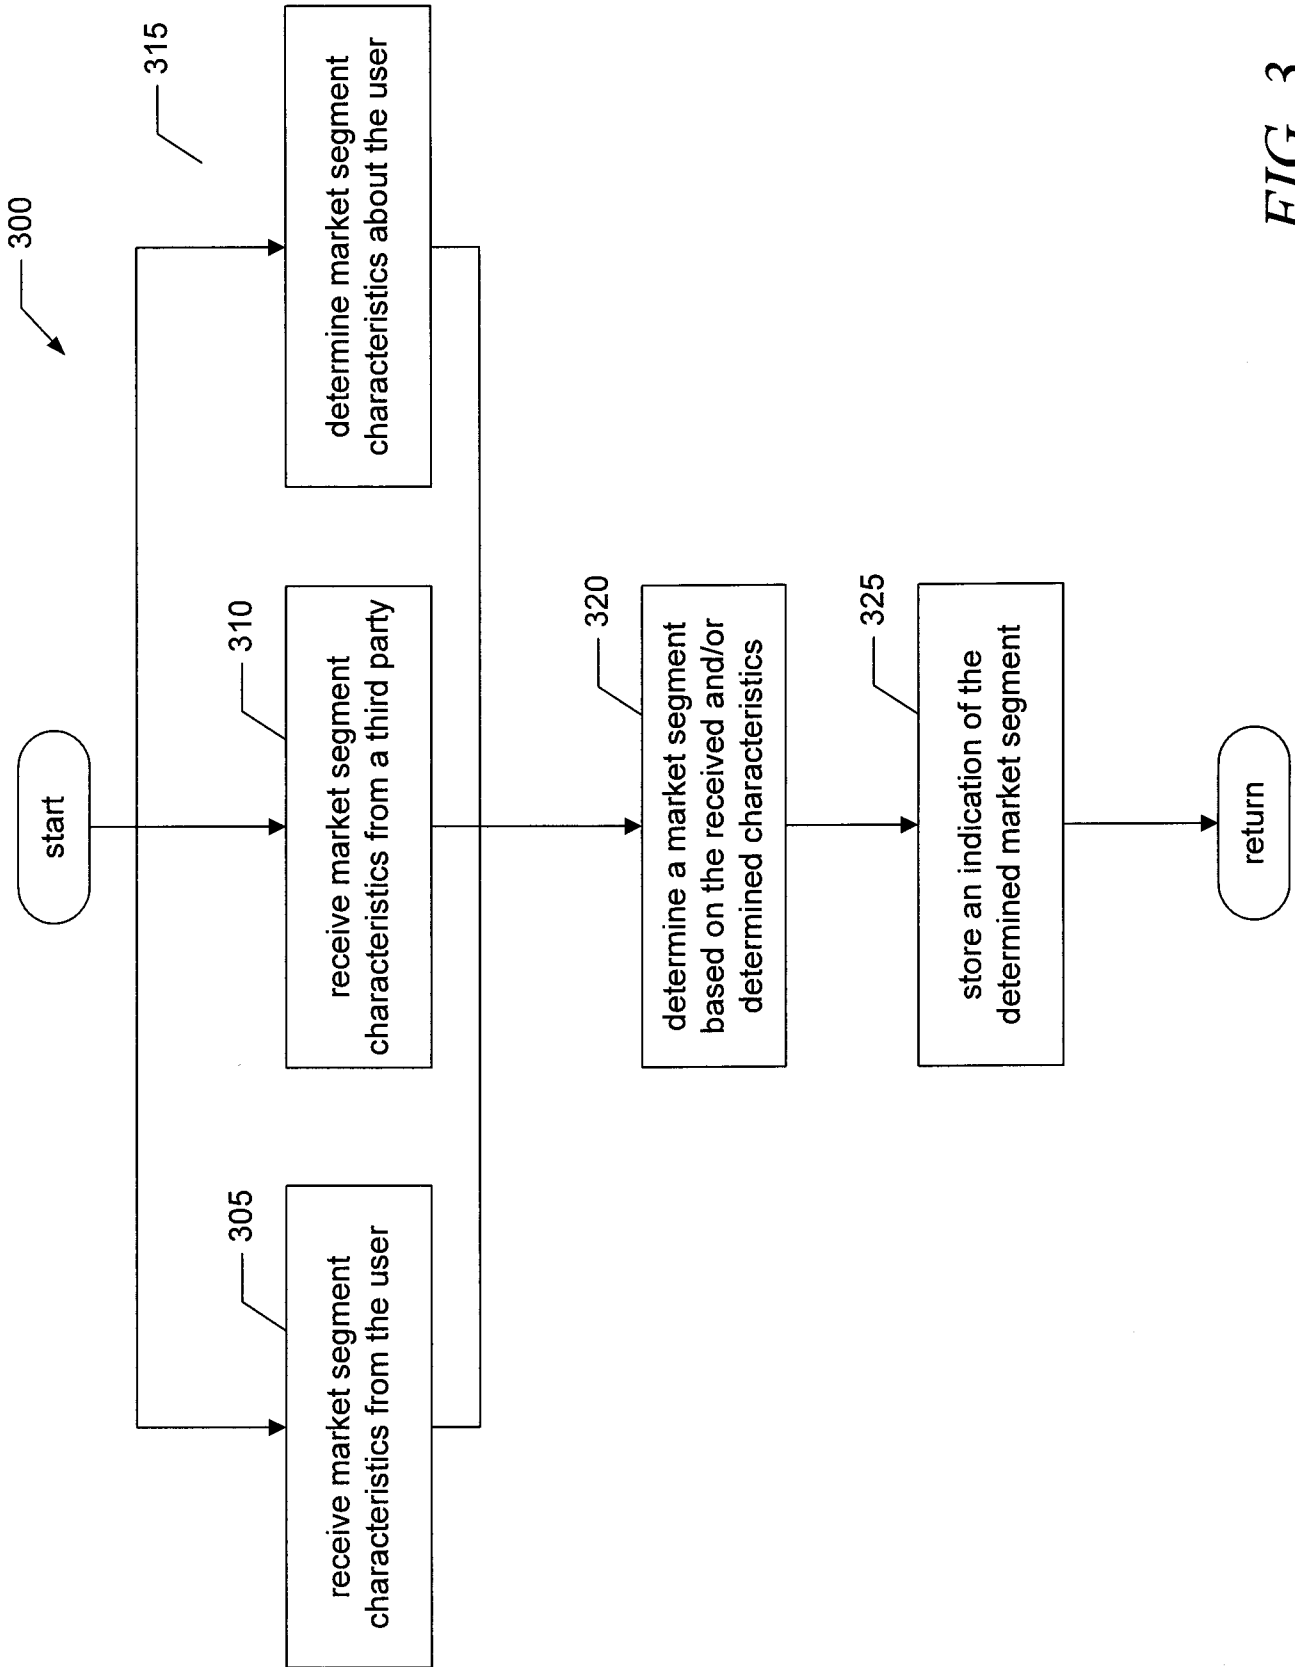 300
start
305
receive market segment
characteristics from the user
310
receive market segment
characteristics from a third party
315
determine market segment
characteristics about the user
320
determine a market segment
based on the received and/or
determined characteristics
325
store an indication of the
determined market segment
return
FIG. 3